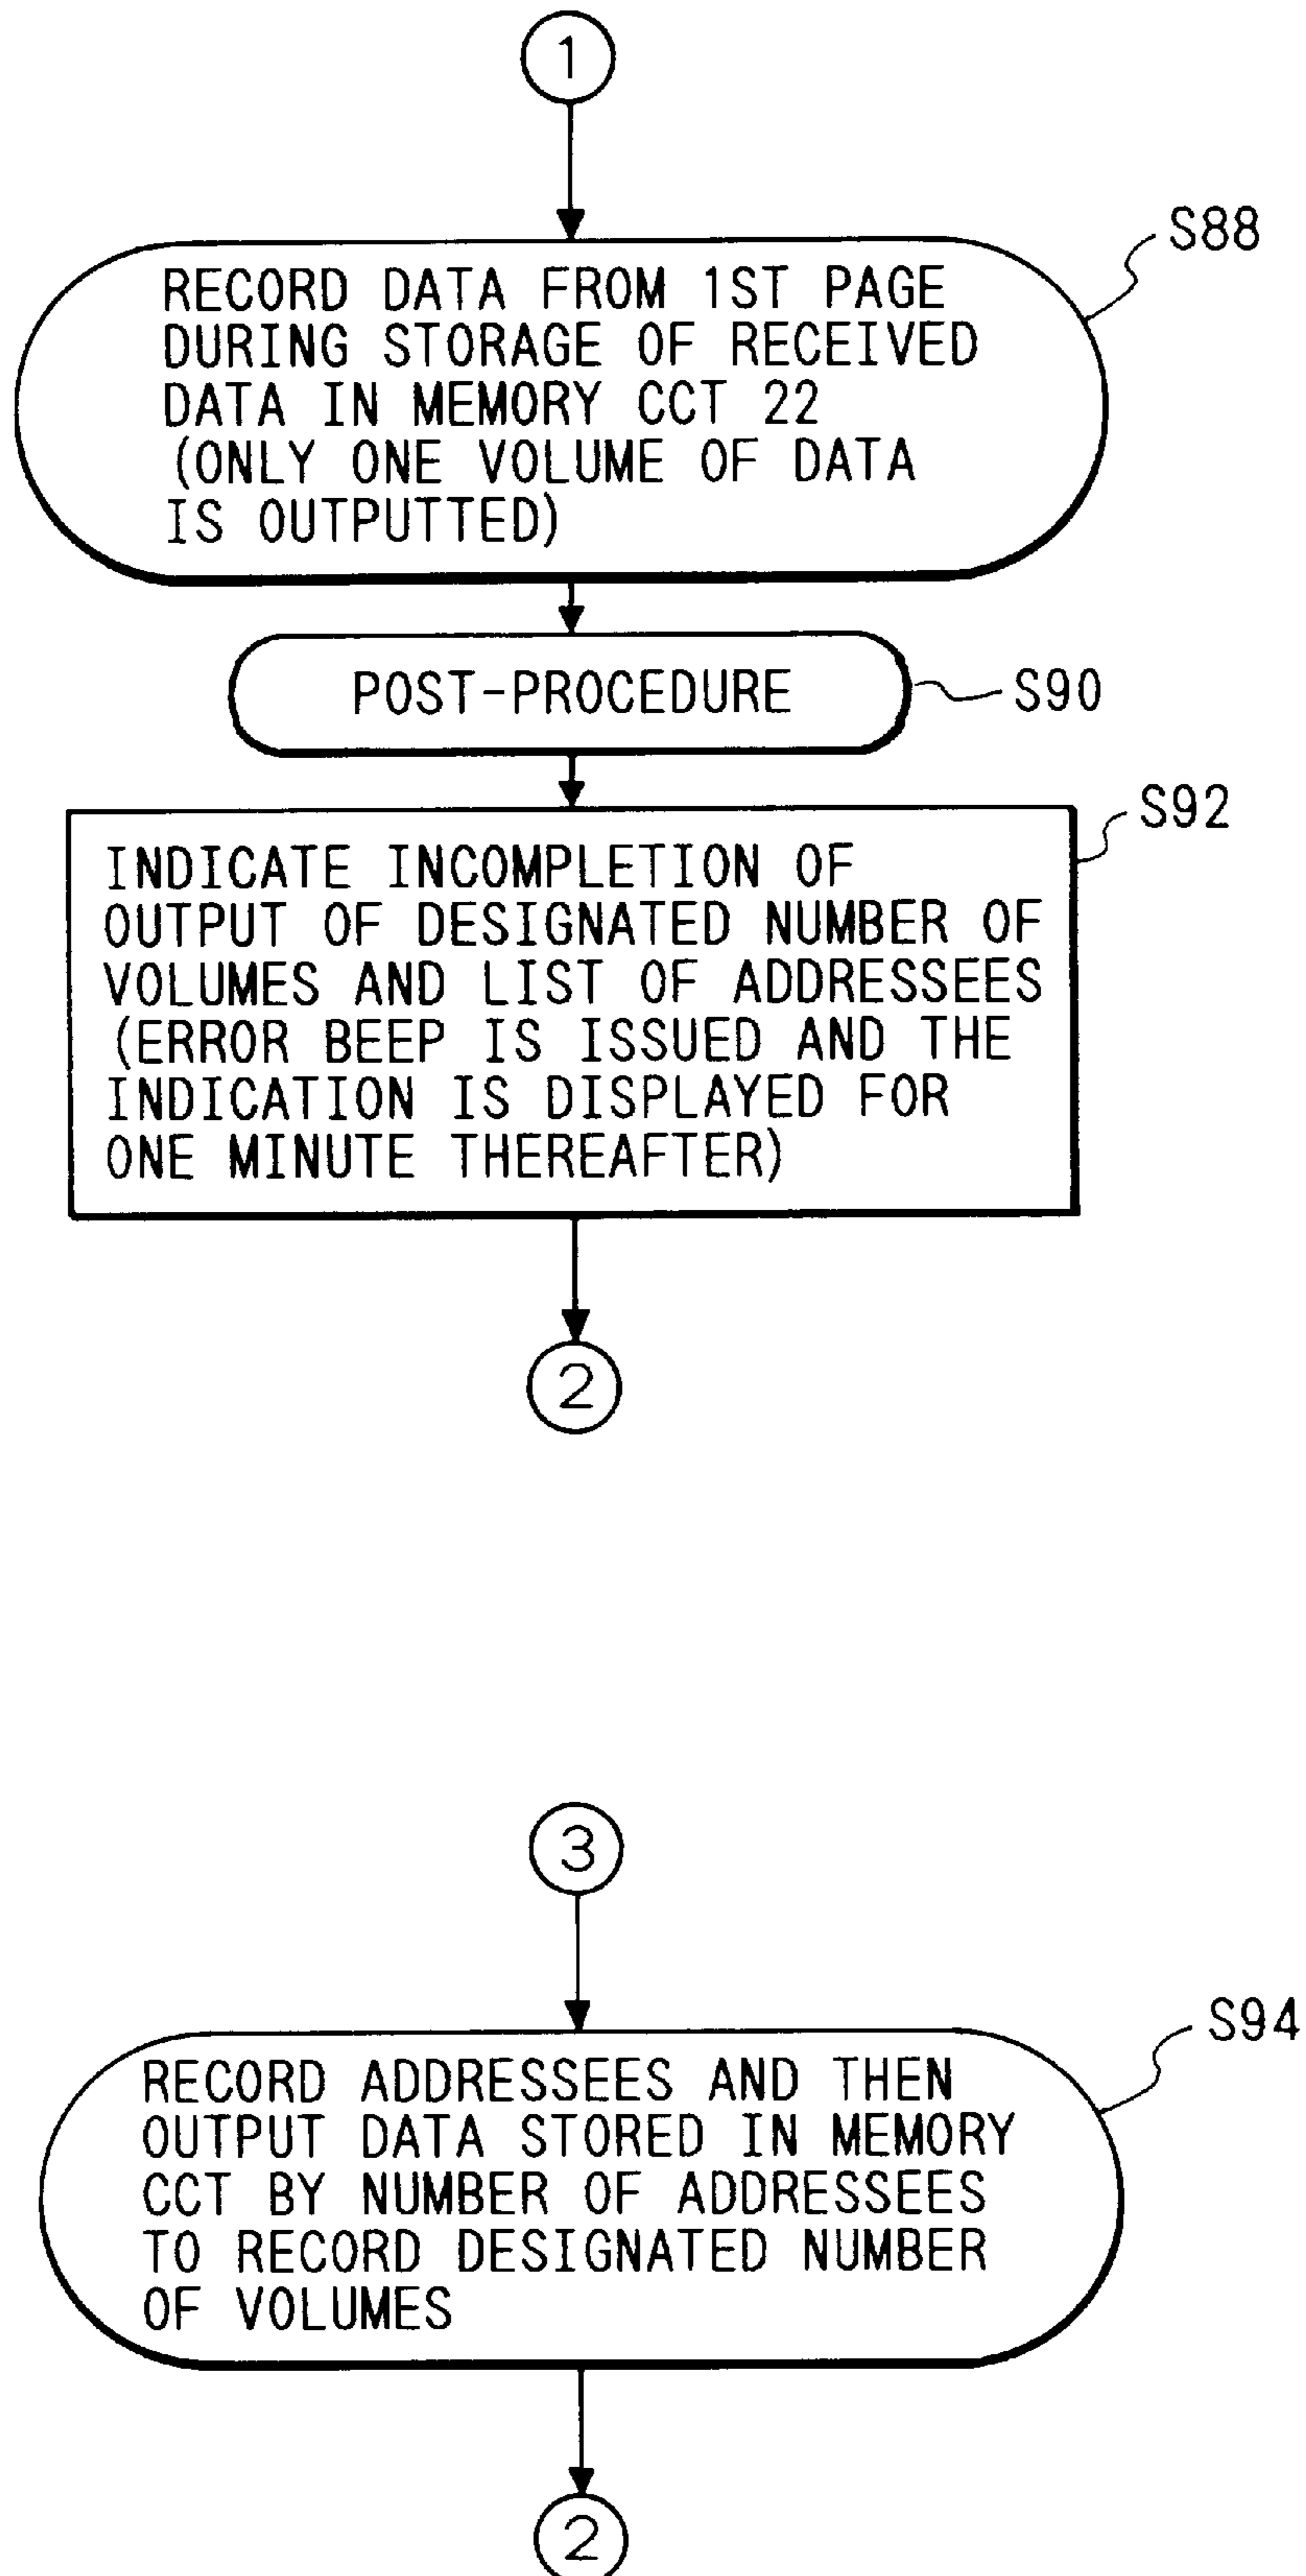 1
S88
RECORD DATA FROM 1ST PAGE
DURING STORAGE OF RECEIVED
DATA IN MEMORY CCT 22
(ONLY ONE VOLUME OF DATA
IS OUTPUTTED)
POST-PROCEDURE
S90
S92
INDICATE INCOMPLETION OF
OUTPUT OF DESIGNATED NUMBER OF
VOLUMES AND LIST OF ADDRESSEES
(ERROR BEEP IS ISSUED AND THE
INDICATION IS DISPLAYED FOR
ONE MINUTE THEREAFTER)
2
3
S94
RECORD ADDRESSEES AND THEN
OUTPUT DATA STORED IN MEMORY
CCT BY NUMBER OF ADDRESSEES
TO RECORD DESIGNATED NUMBER
OF VOLUMES
2